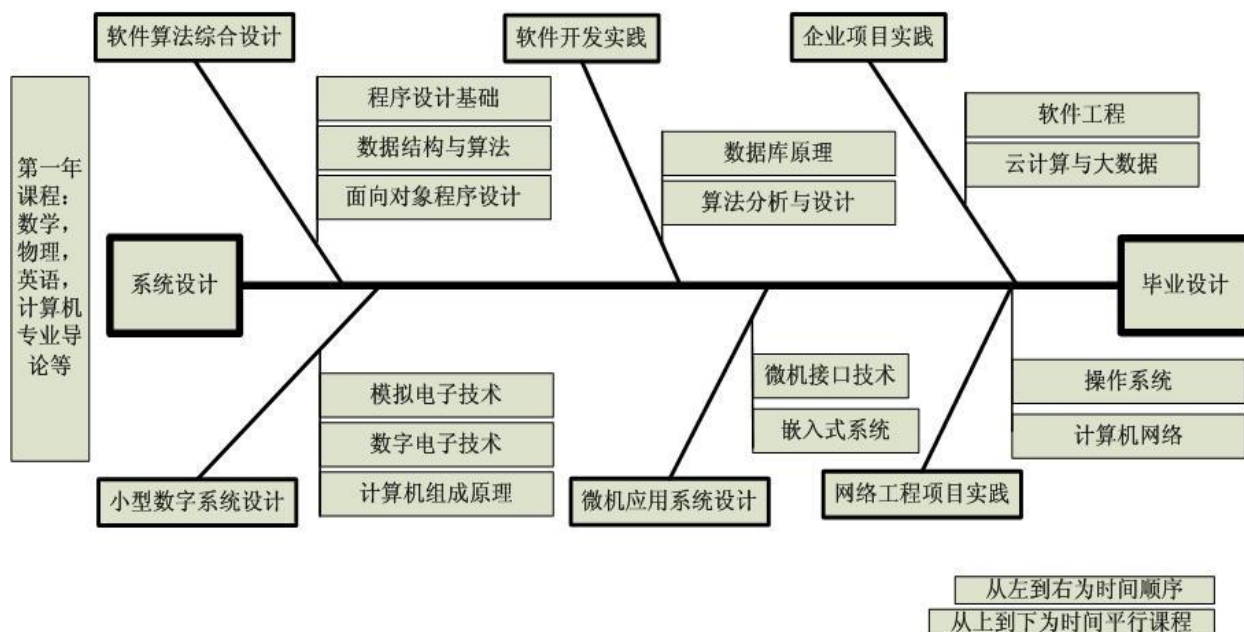 软件算法综合设计
软件开发实践
企业项目实践
第一年
课程：
数学，
物理，
英语，
计算机
专业导
论等
程序设计基础
数据结构与算法
面向对象程序设计
数据库原理
算法分析与设计
软件工程
云计算与大数据
系统设计
毕业设计
模拟电子技术
数字电子技术
计算机组成原理
微机接口技术
嵌入式系统
操作系统
计算机网络
小型数字系统设计
微机应用系统设计
网络工程项目实践
从左到右为时间顺序
从上到下为时间平行课程